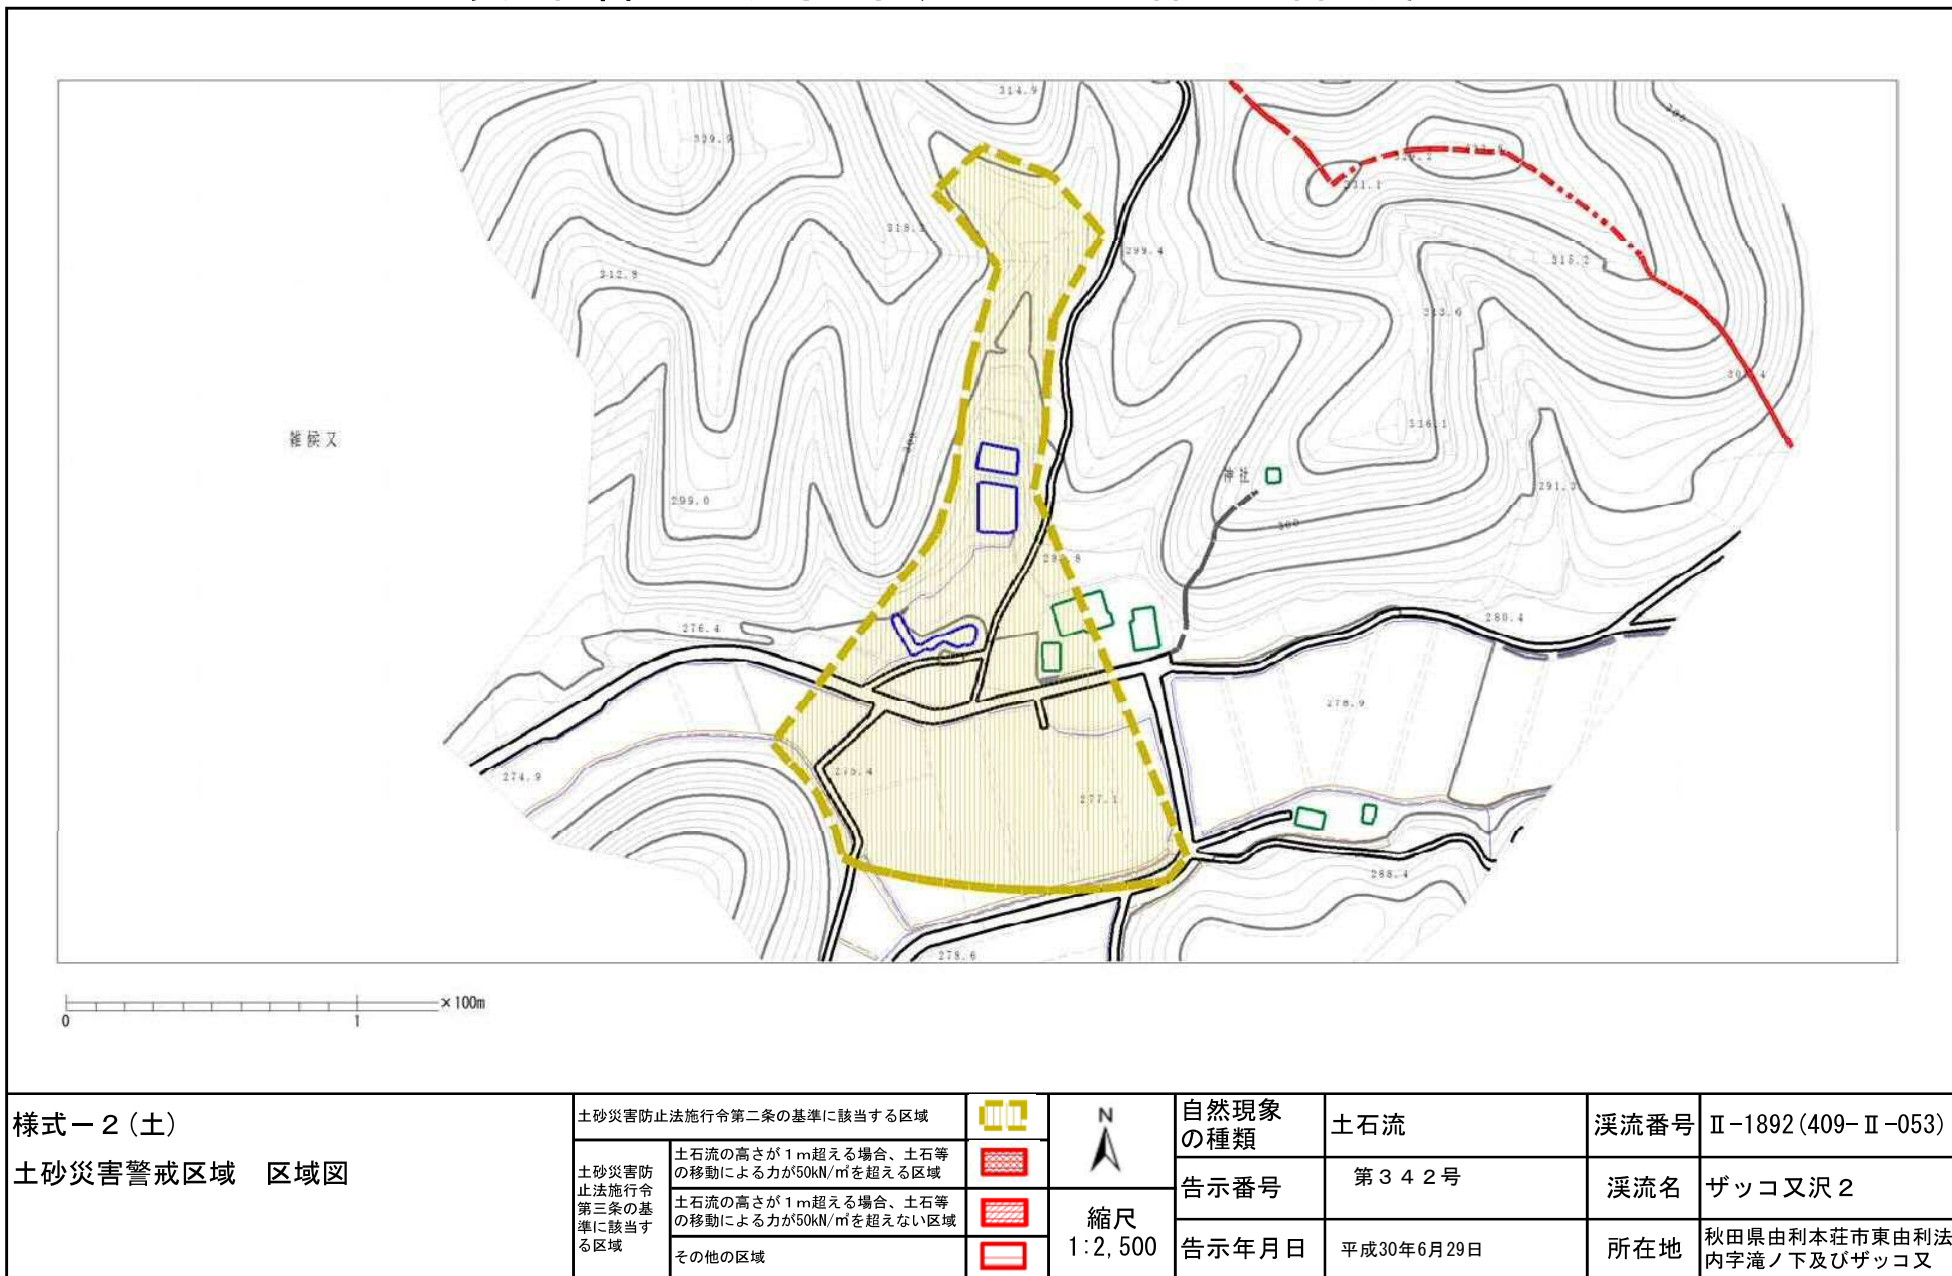 314.9
329.9
300
331.1
299.4
315.2
312.8
313.6
316.1
雑候又
神社
299.0
291.2
300
300
276.4
280.4
278.9
274.9
275.4
277.1
288.4
278.6
×100m
0 1
様式－２(土)
土砂災害警戒区域 区域図
土砂災害防止法施行令第二条の基準に該当する区域
土砂災害防
止法施行令
第三条の基
準に該当す
る区域
土石流の高さが１ｍ超える場合、土石等
の移動による力が50kN/㎡を超える区域
土石流の高さが１ｍ超える場合、土石等
の移動による力が50kN/㎡を超えない区域
その他の区域
N
縮尺
1:2,500
自然現象
の種類
土石流
渓流番号
Ⅱ-1892(409-Ⅱ-053)
告示番号
第３４２号
渓流名
ザッコ又沢２
告示年月日
平成30年6月29日
所在地
秋田県由利本荘市東由利法
内字滝ノ下及びザッコ又